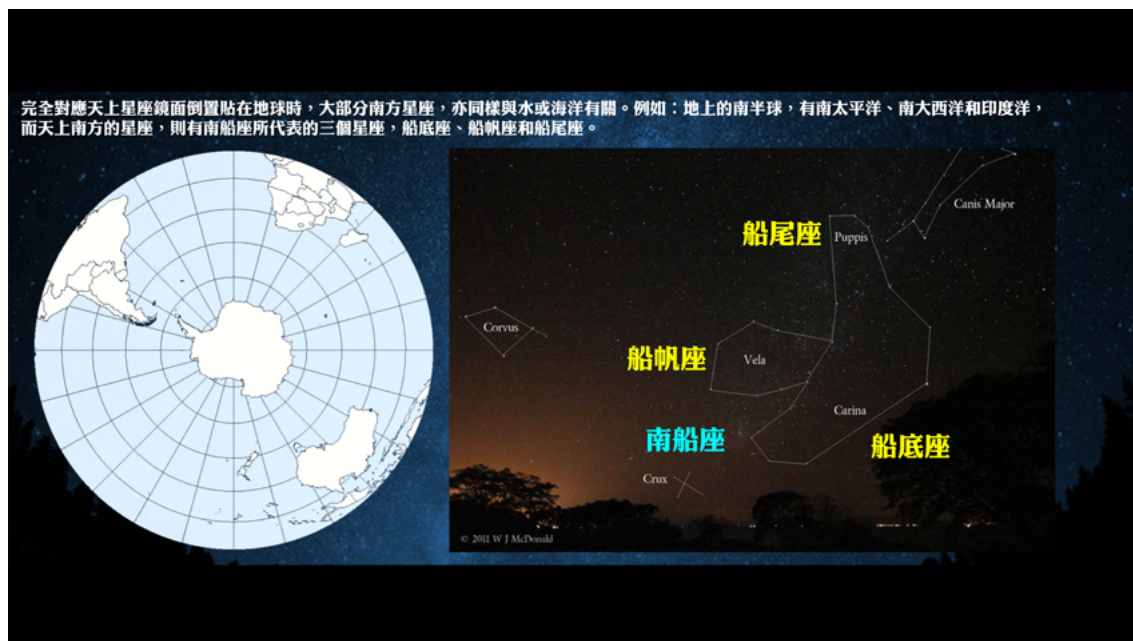 完全對應天上星座鏡面倒置貼在地球時，大部分南方星座，亦同樣與水或海洋有關。例如：地上的南半球，有南太平洋、南大西洋和印度洋，
而天上南方的星座，則有南船座所代表的三個星座，船底座、船帆座和船尾座。
Canis Major
船尾座
Puppis
Corvus
船帆座
Vela
Carina
南船座
船底座
Crux
© 2011 W J McDonald